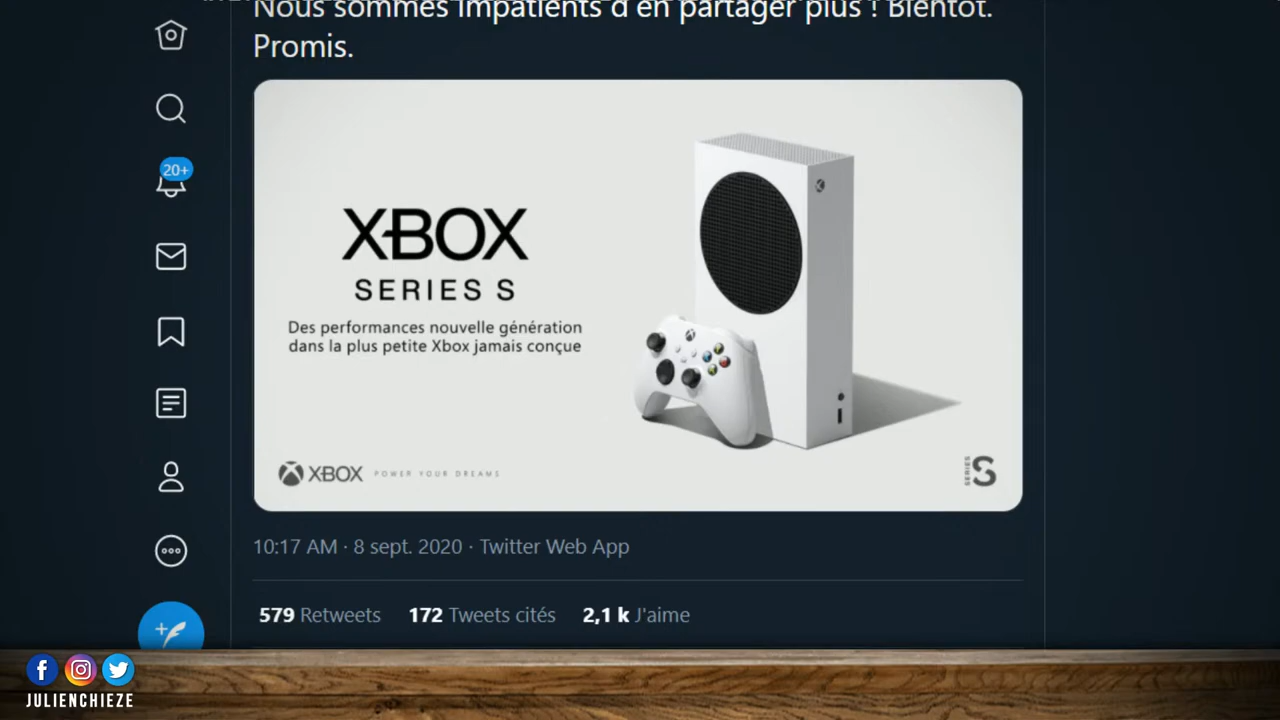 Nous sommes impatients d'en partager plus ! Bientôt.
Promis.
20+
XBOX
SERIES S
Des performances nouvelle génération
dans la plus petite Xbox jamais conçue
XBOX POWER YOUR DREAMS
SERIES S
10:17 AM · 8 sept. 2020 · Twitter Web App
579 Retweets 172 Tweets cités 2,1 k J'aime
JULIENCHIEZE